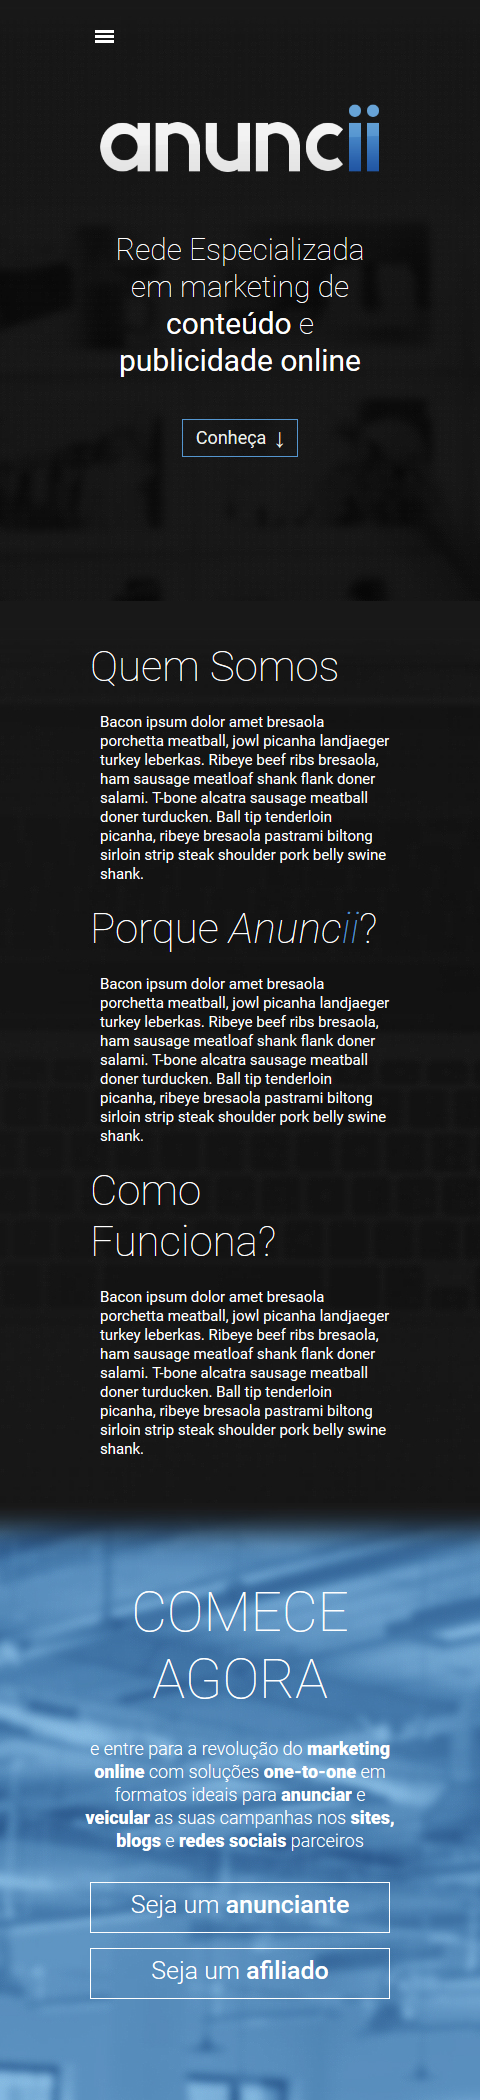 anuncii
Rede Especializada
em marketing de
conteúdo e
publicidade online
Conheça ↓
Quem Somos
Bacon ipsum dolor amet bresaola
porchetta meatball, jowl picanha landjaeger
turkey leberkas. Ribeye beef ribs bresaola,
ham sausage meatloaf shank flank doner
salami. T-bone alcatra sausage meatball
doner turducken. Ball tip tenderloin
picanha, ribeye bresaola pastrami biltong
sirloin strip steak shoulder pork belly swine
shank.
Porque Anuncii?
Bacon ipsum dolor amet bresaola
porchetta meatball, jowl picanha landjaeger
turkey leberkas. Ribeye beef ribs bresaola,
ham sausage meatloaf shank flank doner
salami. T-bone alcatra sausage meatball
doner turducken. Ball tip tenderloin
picanha, ribeye bresaola pastrami biltong
sirloin strip steak shoulder pork belly swine
shank.
Como
Funciona?
Bacon ipsum dolor amet bresaola
porchetta meatball, jowl picanha landjaeger
turkey leberkas. Ribeye beef ribs bresaola,
ham sausage meatloaf shank flank doner
salami. T-bone alcatra sausage meatball
doner turducken. Ball tip tenderloin
picanha, ribeye bresaola pastrami biltong
sirloin strip steak shoulder pork belly swine
shank.
COMECE
AGORA
e entre para a revolução do marketing
online com soluções one-to-one em
formatos ideais para anunciar e
veicular as suas campanhas nos sites,
blogs e redes sociais parceiros
Seja um anunciante
Seja um afiliado